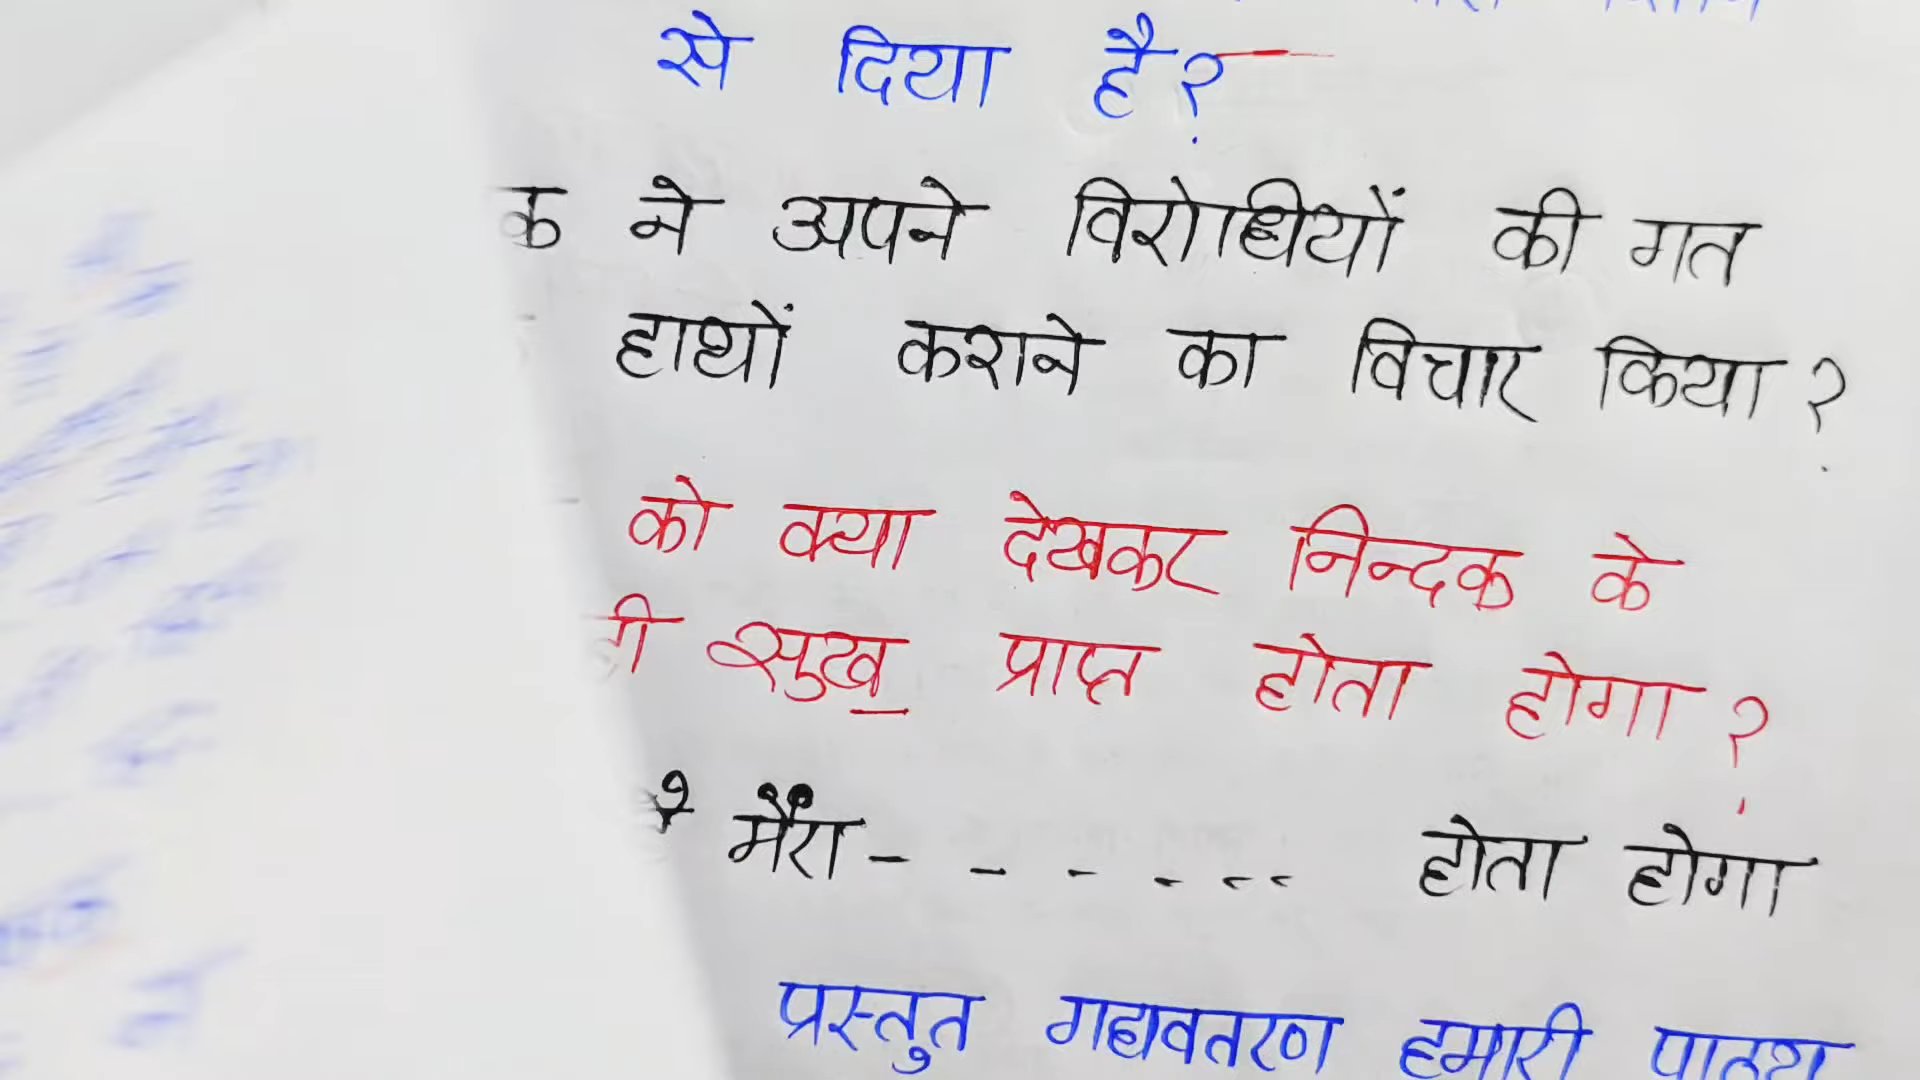 से दिया है?
क ने अपने विरोधियों की गत
हाथों कराने का विचार किया?
को क्या देखकर निन्दक के
ही सुख प्राप्त होता होगा?
मैंरा - - - - - - होता होगा
प्रस्तुत गद्यावतरण हमारी पाठ्य